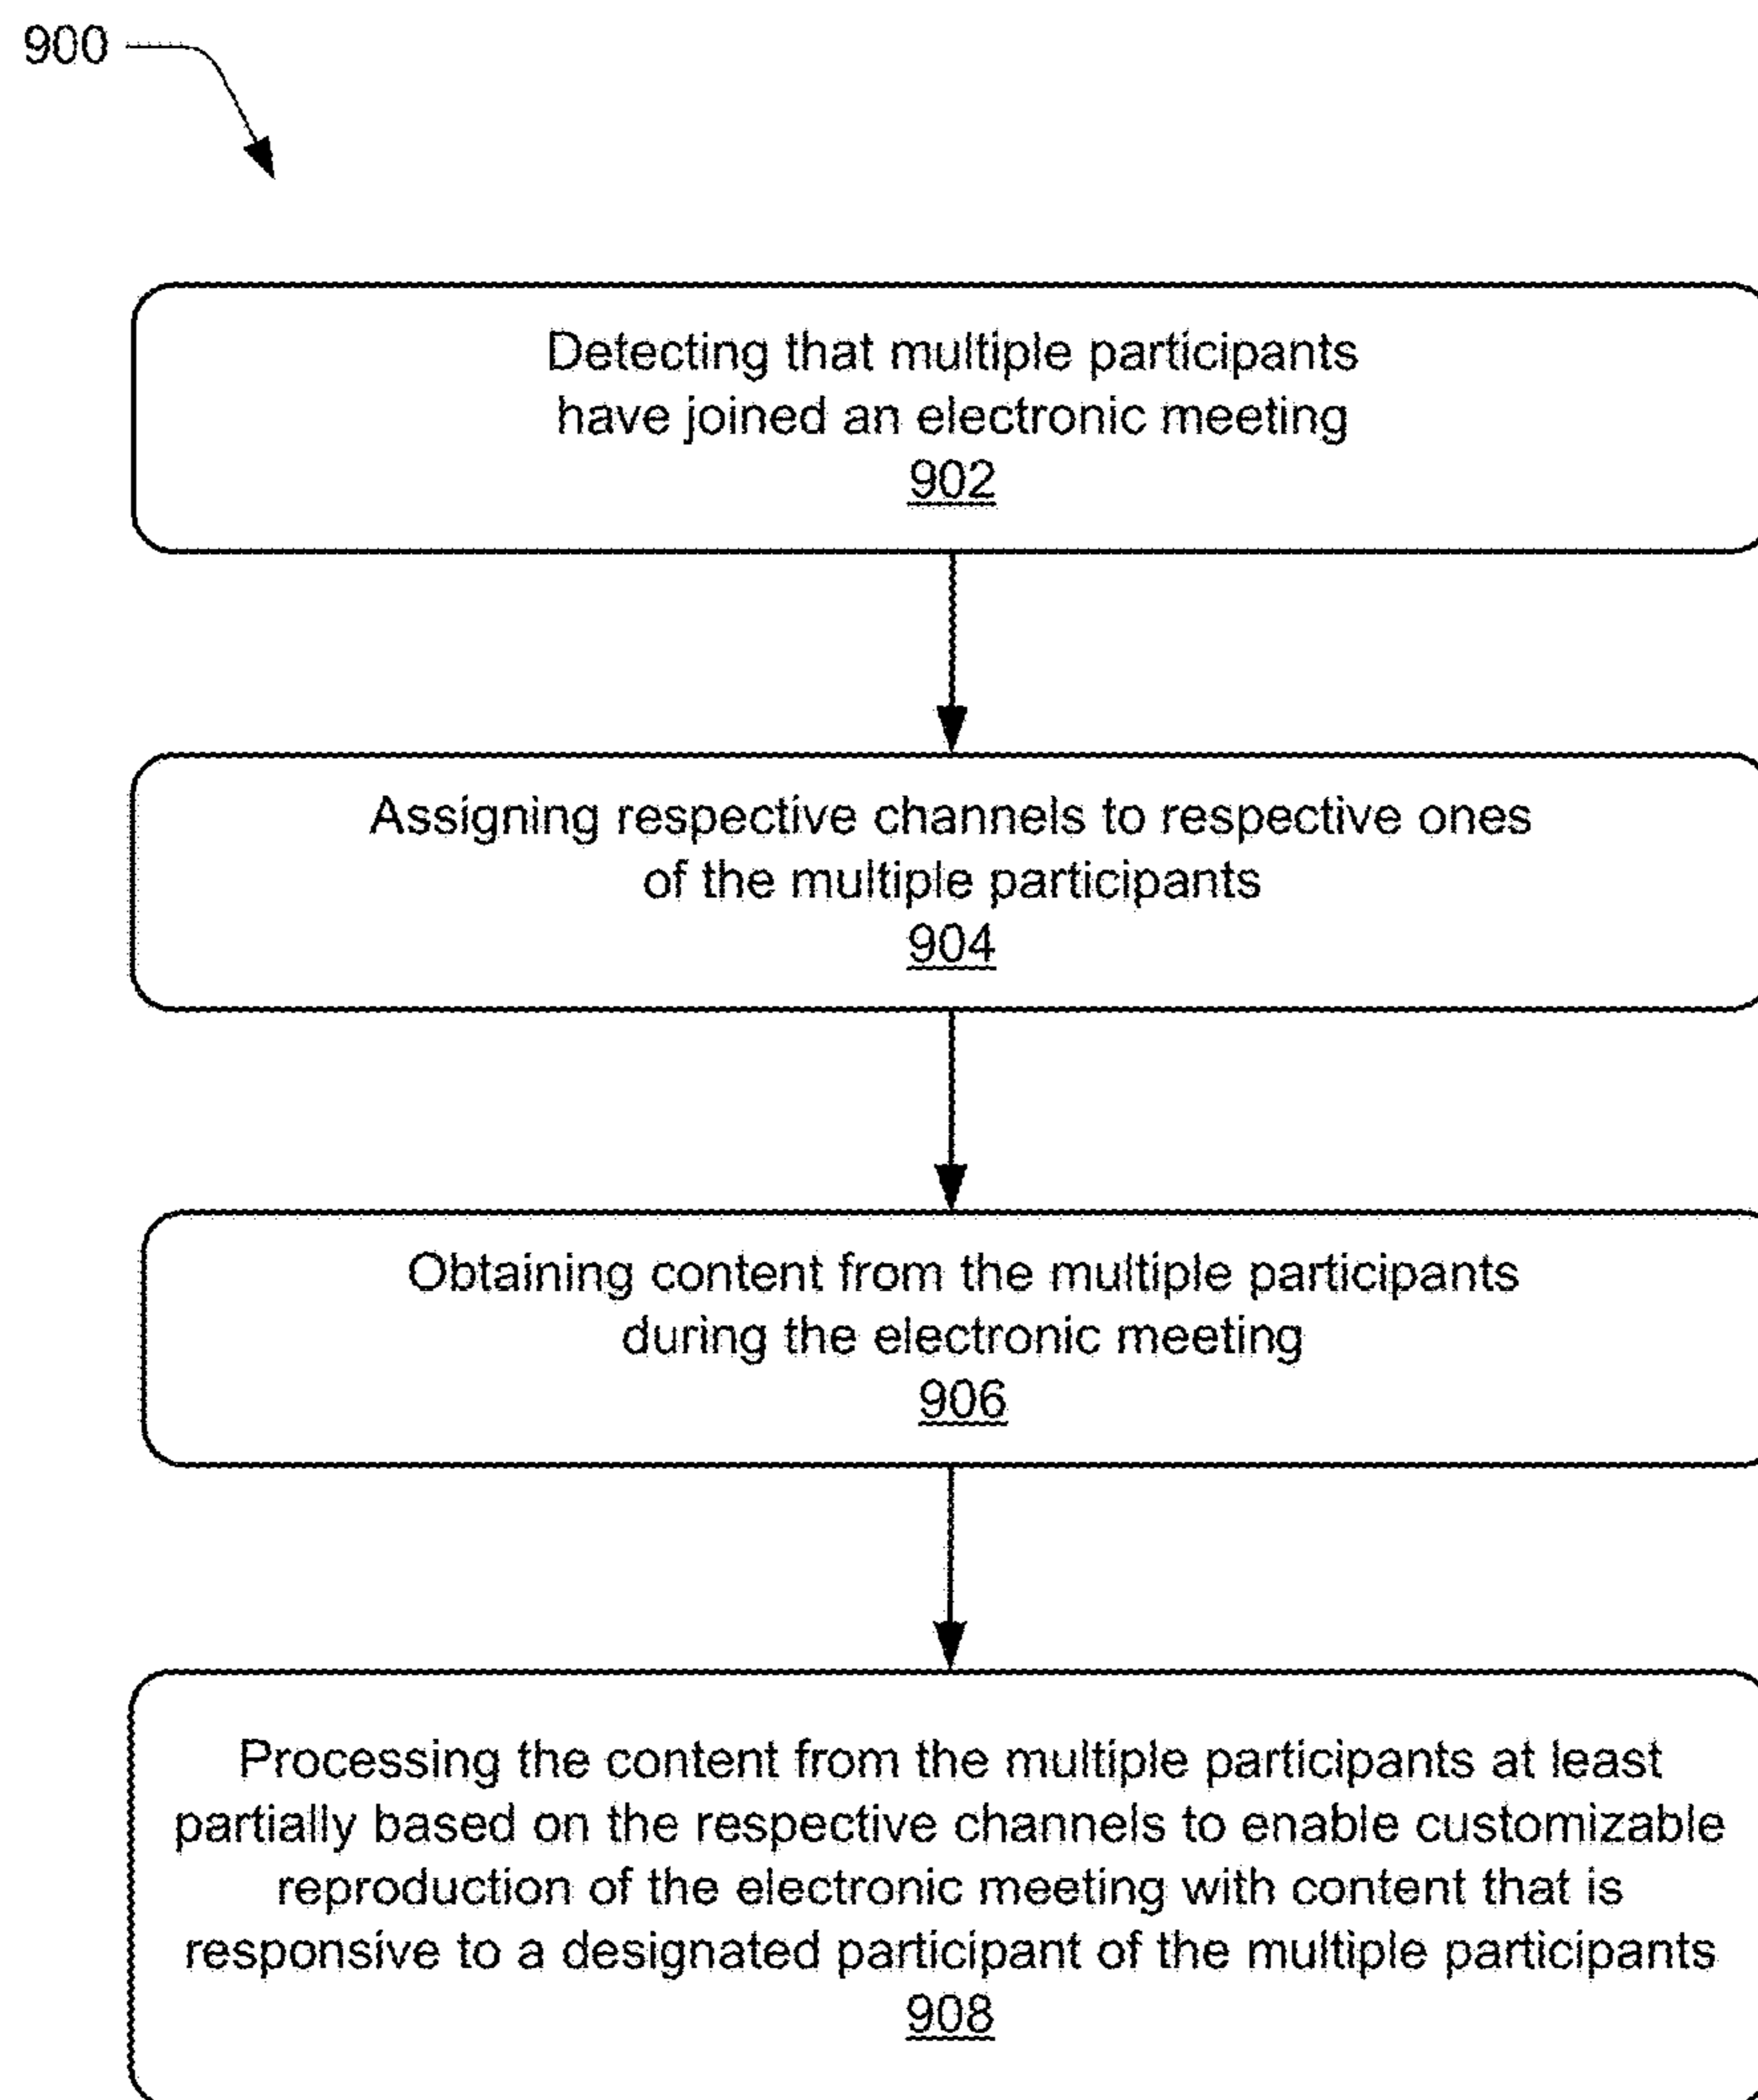 900
Detecting that multiple participants
have joined an electronic meeting
902
Assigning respective channels to respective ones
of the multiple participants
904
Obtaining content from the multiple participants
during the electronic meeting
906
Processing the content from the multiple participants at least
partially based on the respective channels to enable customizable
reproduction of the electronic meeting with content that is
responsive to a designated participant of the multiple participants
908